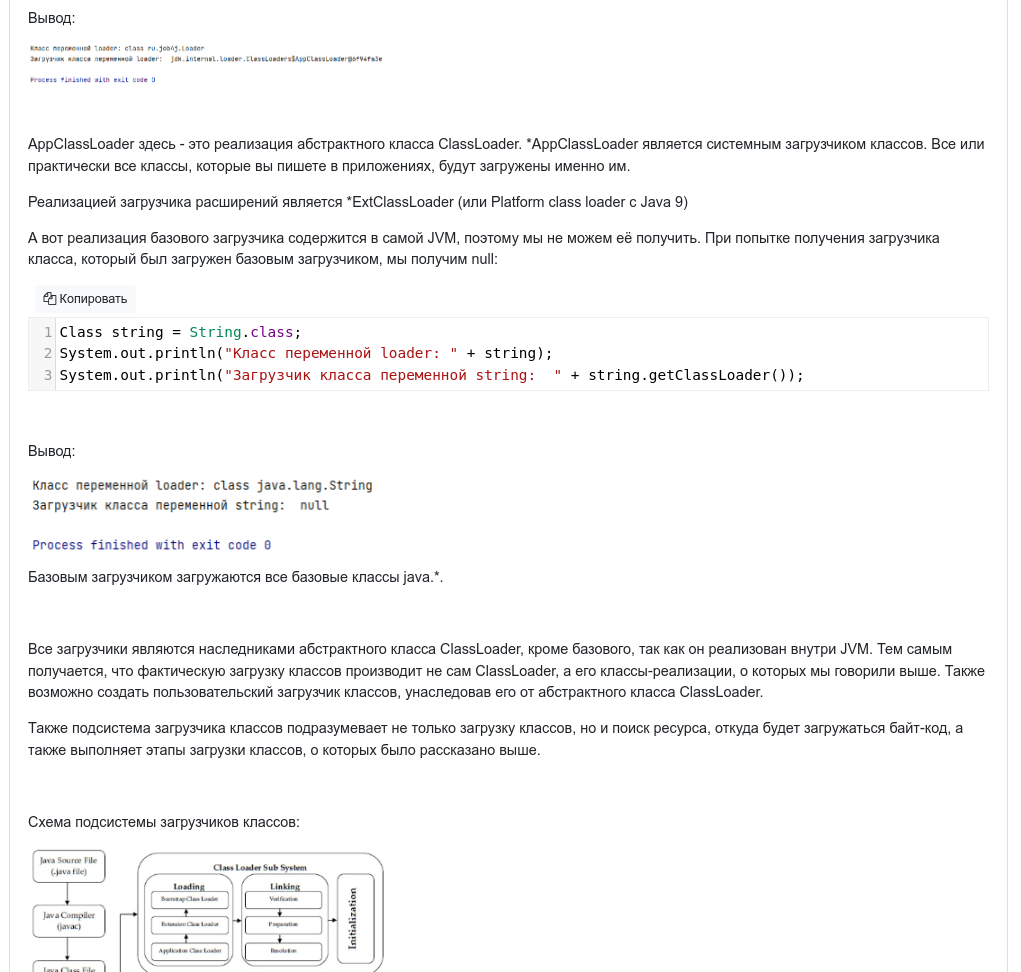 Вывод:
Класс переменной loader: class ru.job4j.Loader
Загрузчик класса переменной loader:  jdk.internal.loader.ClassLoaders$AppClassLoader@6f94fa3e
Process finished with exit code 0
AppClassLoader здесь - это реализация абстрактного класса ClassLoader. *AppClassLoader является системным загрузчиком классов. Все или
практически все классы, которые вы пишете в приложениях, будут загружены именно им.
Реализацией загрузчика расширений является *ExtClassLoader (или Platform class loader с Java 9)
А вот реализация базового загрузчика содержится в самой JVM, поэтому мы не можем её получить. При попытке получения загрузчика
класса, который был загружен базовым загрузчиком, мы получим null:
Копировать
1 Class string = String.class;
2 System.out.println("Класс переменной loader: " + string);
3 System.out.println("Загрузчик класса переменной string:  " + string.getClassLoader());
Вывод:
Класс переменной loader: class java.lang.String
Загрузчик класса переменной string:  null
Process finished with exit code 0
Базовым загрузчиком загружаются все базовые классы java.*.
Все загрузчики являются наследниками абстрактного класса ClassLoader, кроме базового, так как он реализован внутри JVM. Тем самым
получается, что фактическую загрузку классов производит не сам ClassLoader, а его классы-реализации, о которых мы говорили выше. Также
возможно создать пользовательский загрузчик классов, унаследовав его от абстрактного класса ClassLoader.
Также подсистема загрузчика классов подразумевает не только загрузку классов, но и поиск ресурса, откуда будет загружаться байт-код, а
также выполняет этапы загрузки классов, о которых было рассказано выше.
Схема подсистемы загрузчиков классов:
Java Source File
(.java file)
Java Compiler
(javac)
Java Class File
Class Loader Sub System
Loading
Bootstrap Class Loader
Extension Class Loader
Application Class Loader
Linking
Verification
Preparation
Resolution
Initialization